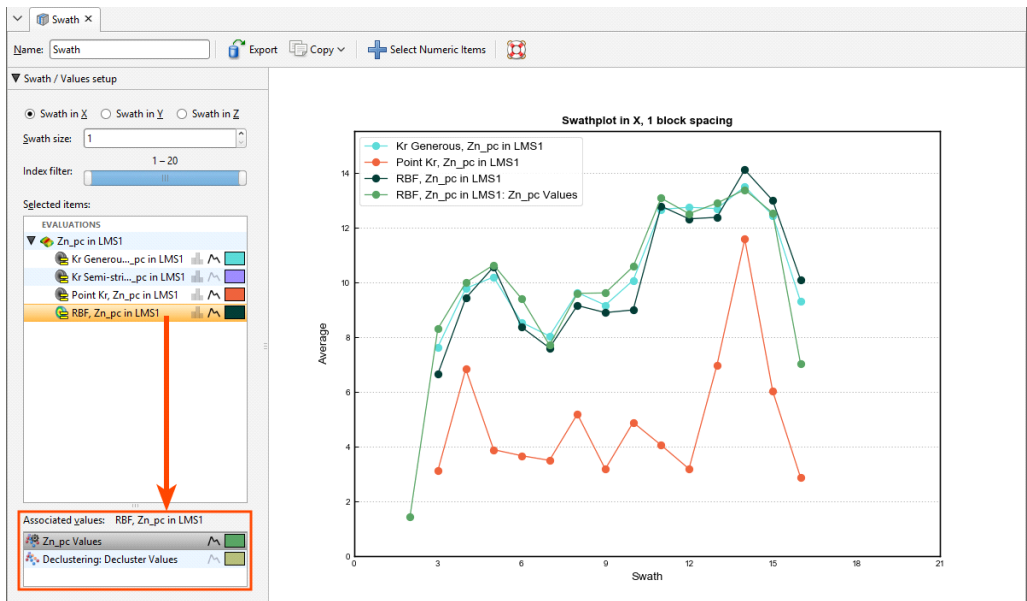 Swath ×
Name: Swath Export Copy Select Numeric Items
Swath / Values setup
Swath in X Swath in Y Swath in Z
Swath size: 1
1 – 20
Index filter:
Selected items:
EVALUATIONS
Zn_pc in LMS1
Kr Generou..._pc in LMS1
Kr Semi-stri..._pc in LMS1
Point Kr, Zn_pc in LMS1
RBF, Zn_pc in LMS1
Associated values: RBF, Zn_pc in LMS1
Zn_pc Values
Declustering: Decluster Values
Swathplot in X, 1 block spacing
Kr Generous, Zn_pc in LMS1
Point Kr, Zn_pc in LMS1
RBF, Zn_pc in LMS1
RBF, Zn_pc in LMS1: Zn_pc Values
Average
14
12
10
8
6
4
2
0
0 3 6 9 12 15 18 21
Swath